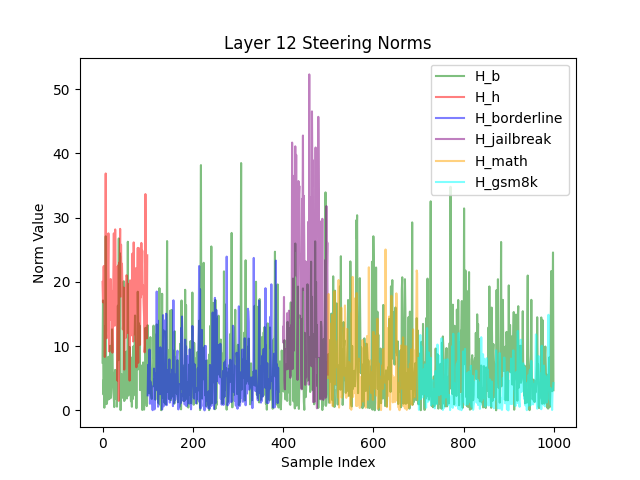 Layer 12 Steering Norms
H_b
H_h
H_borderline
H_jailbreak
H_math
H_gsm8k
Norm Value
50
40
30
20
10
0
0 200 400 600 800 1000
Sample Index